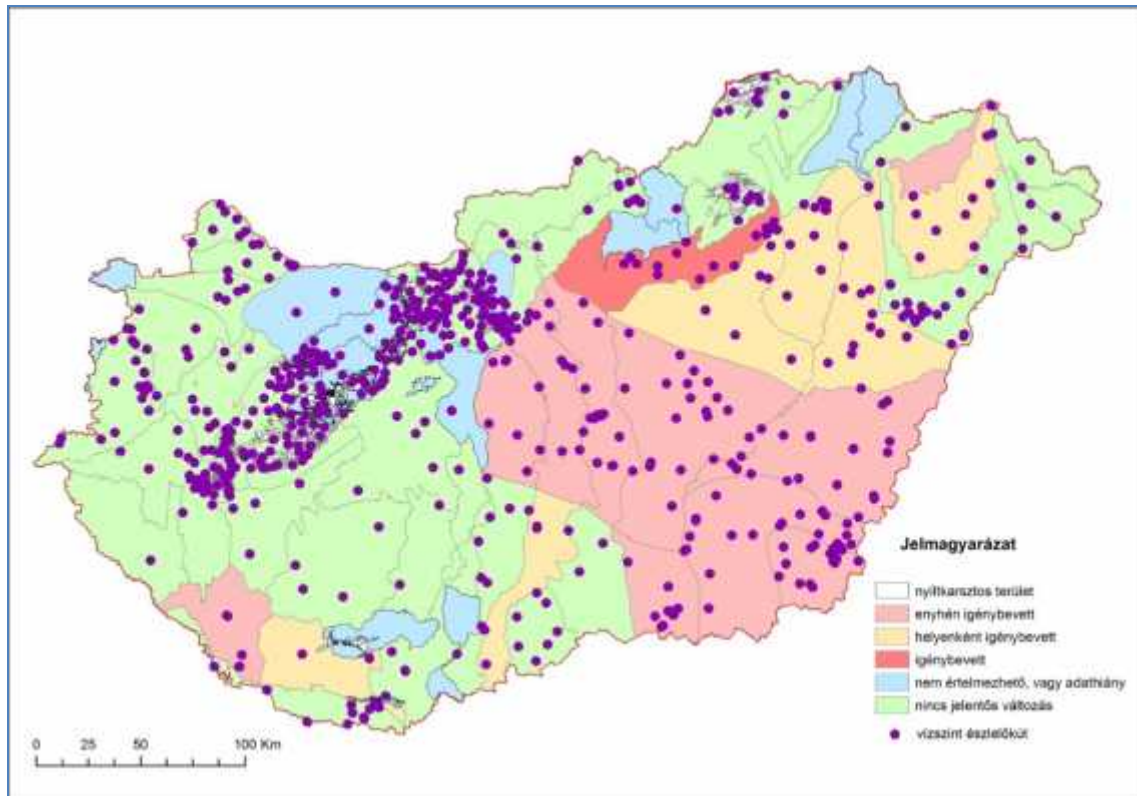 Jelmagyarázat
nyíltkarsztos terület
enyhén igénybevett
helyenként igénybevett
igénybevett
nem értelmezhető, vagy adathiány
nincs jelentős változás
vízszint észlelőkút
0 25 50 100 Km